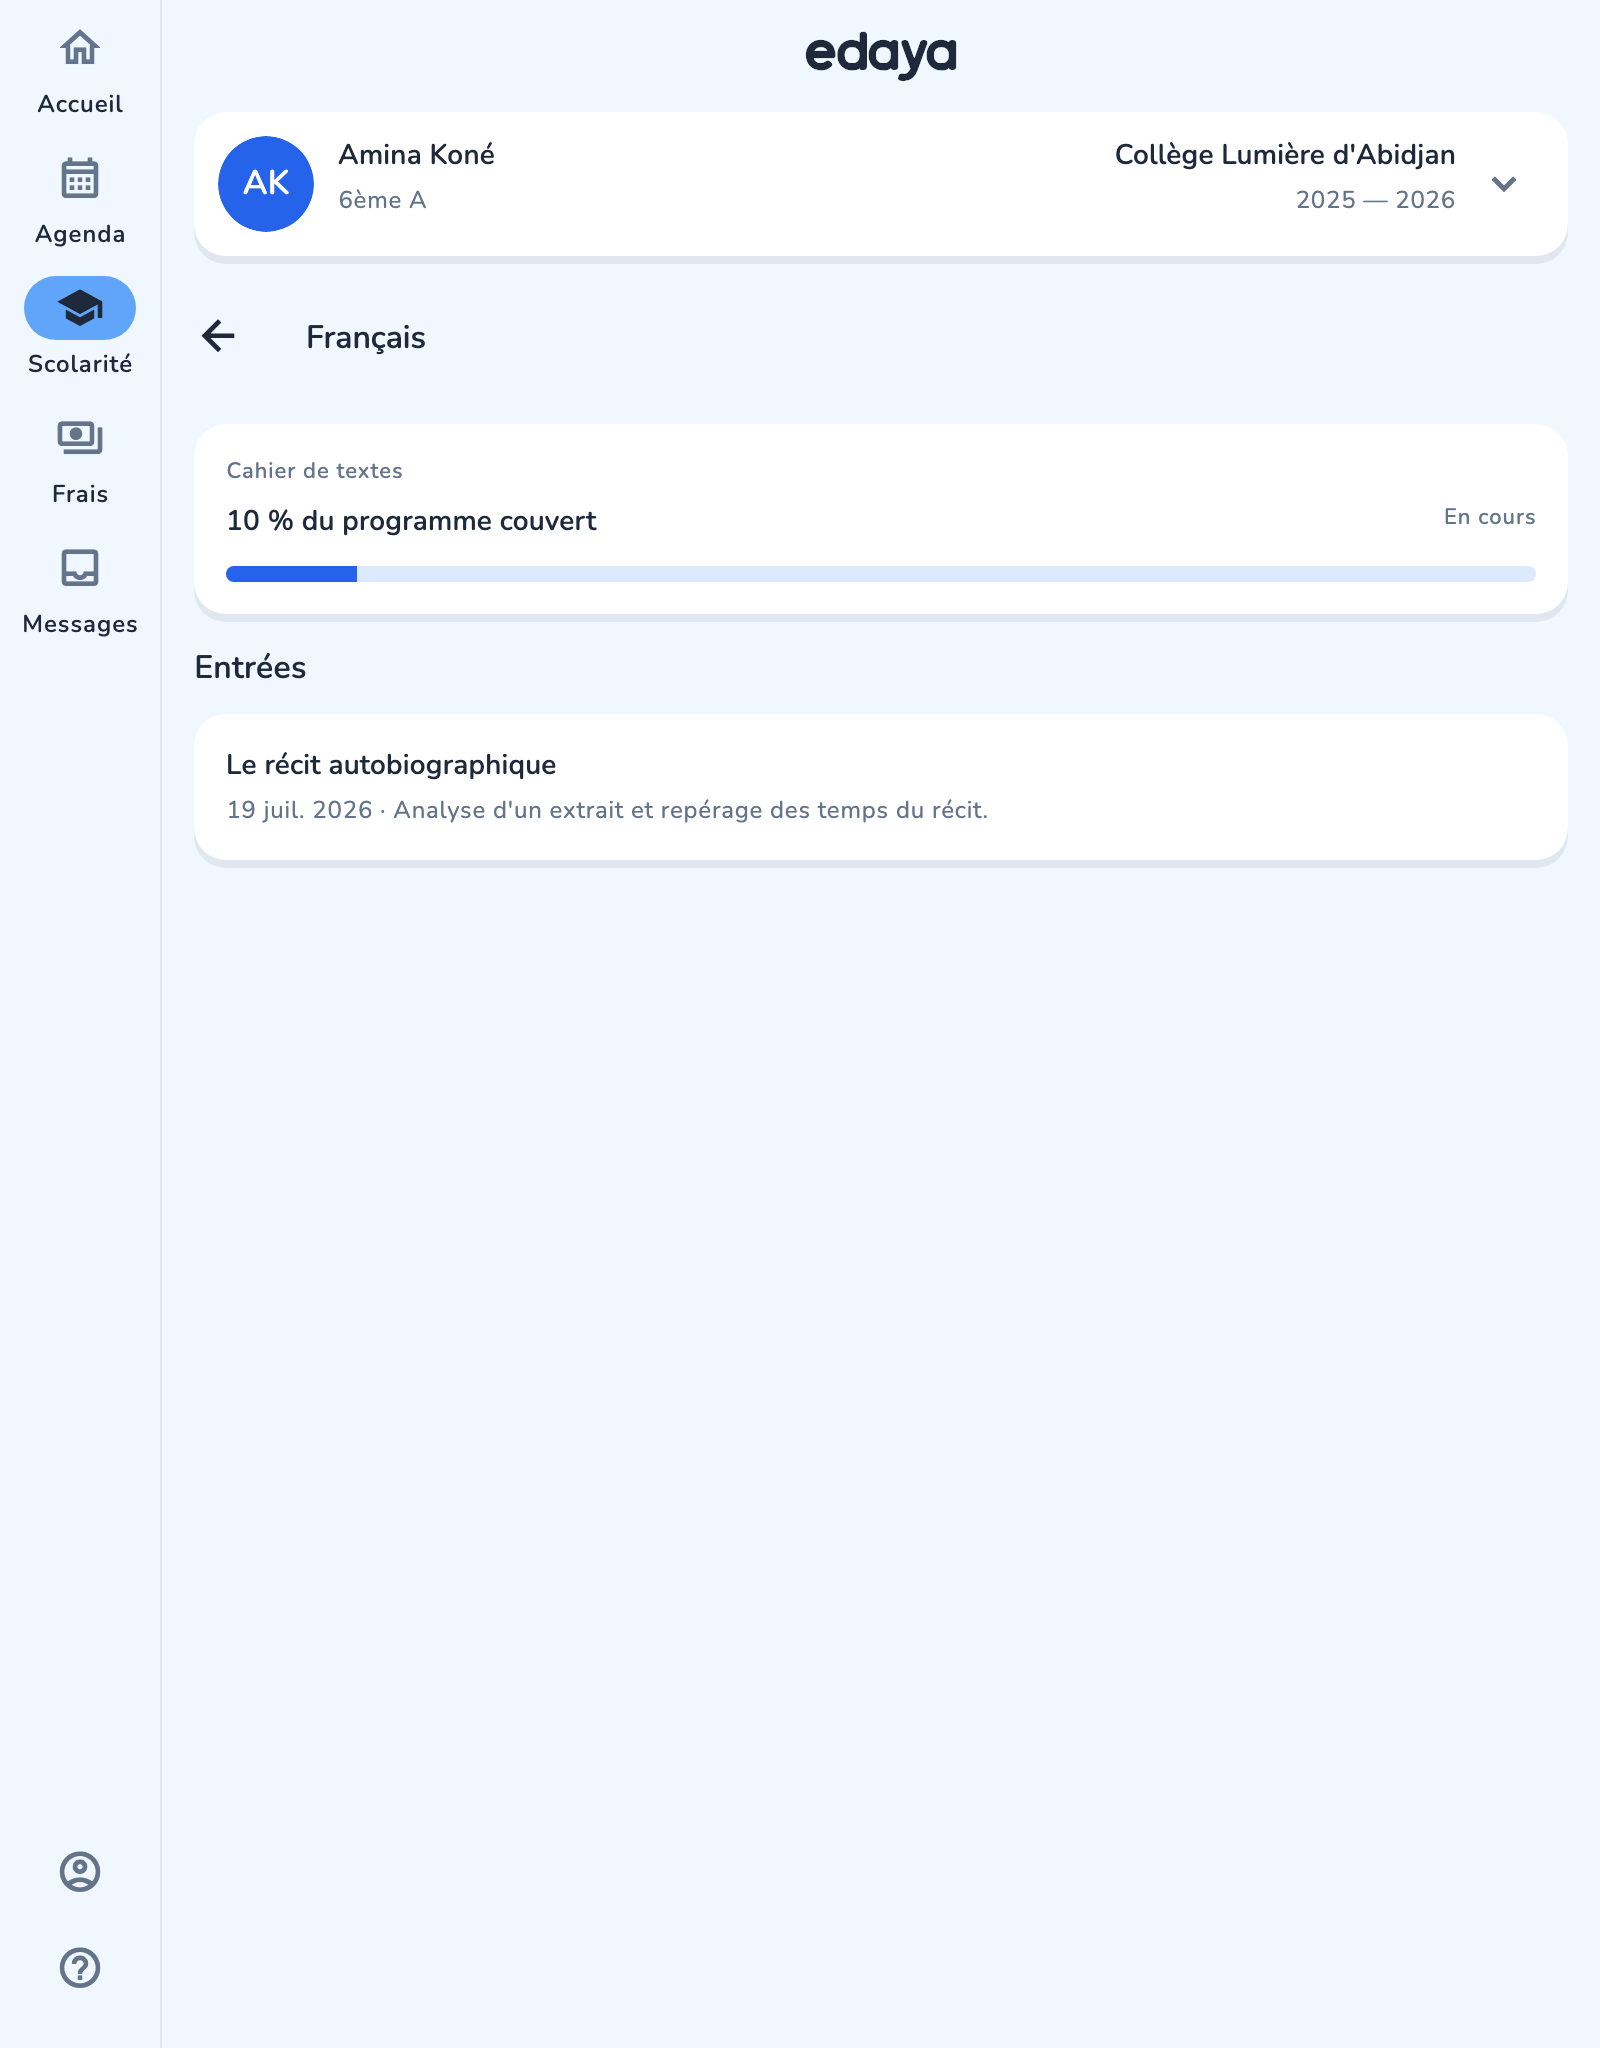 edaya
Accueil
Agenda
Scolarité
Frais
Messages
AK
Amina Koné
6ème A
Collège Lumière d'Abidjan
2025 — 2026
Français
Cahier de textes
10 % du programme couvert
En cours
Entrées
Le récit autobiographique
19 juil. 2026 · Analyse d'un extrait et repérage des temps du récit.